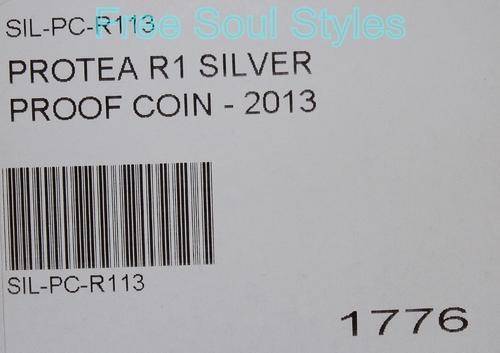 SIL-PC-R113
Free Soul Styles
PROTEA R1 SILVER
PROOF COIN - 2013
SIL-PC-R113
1776